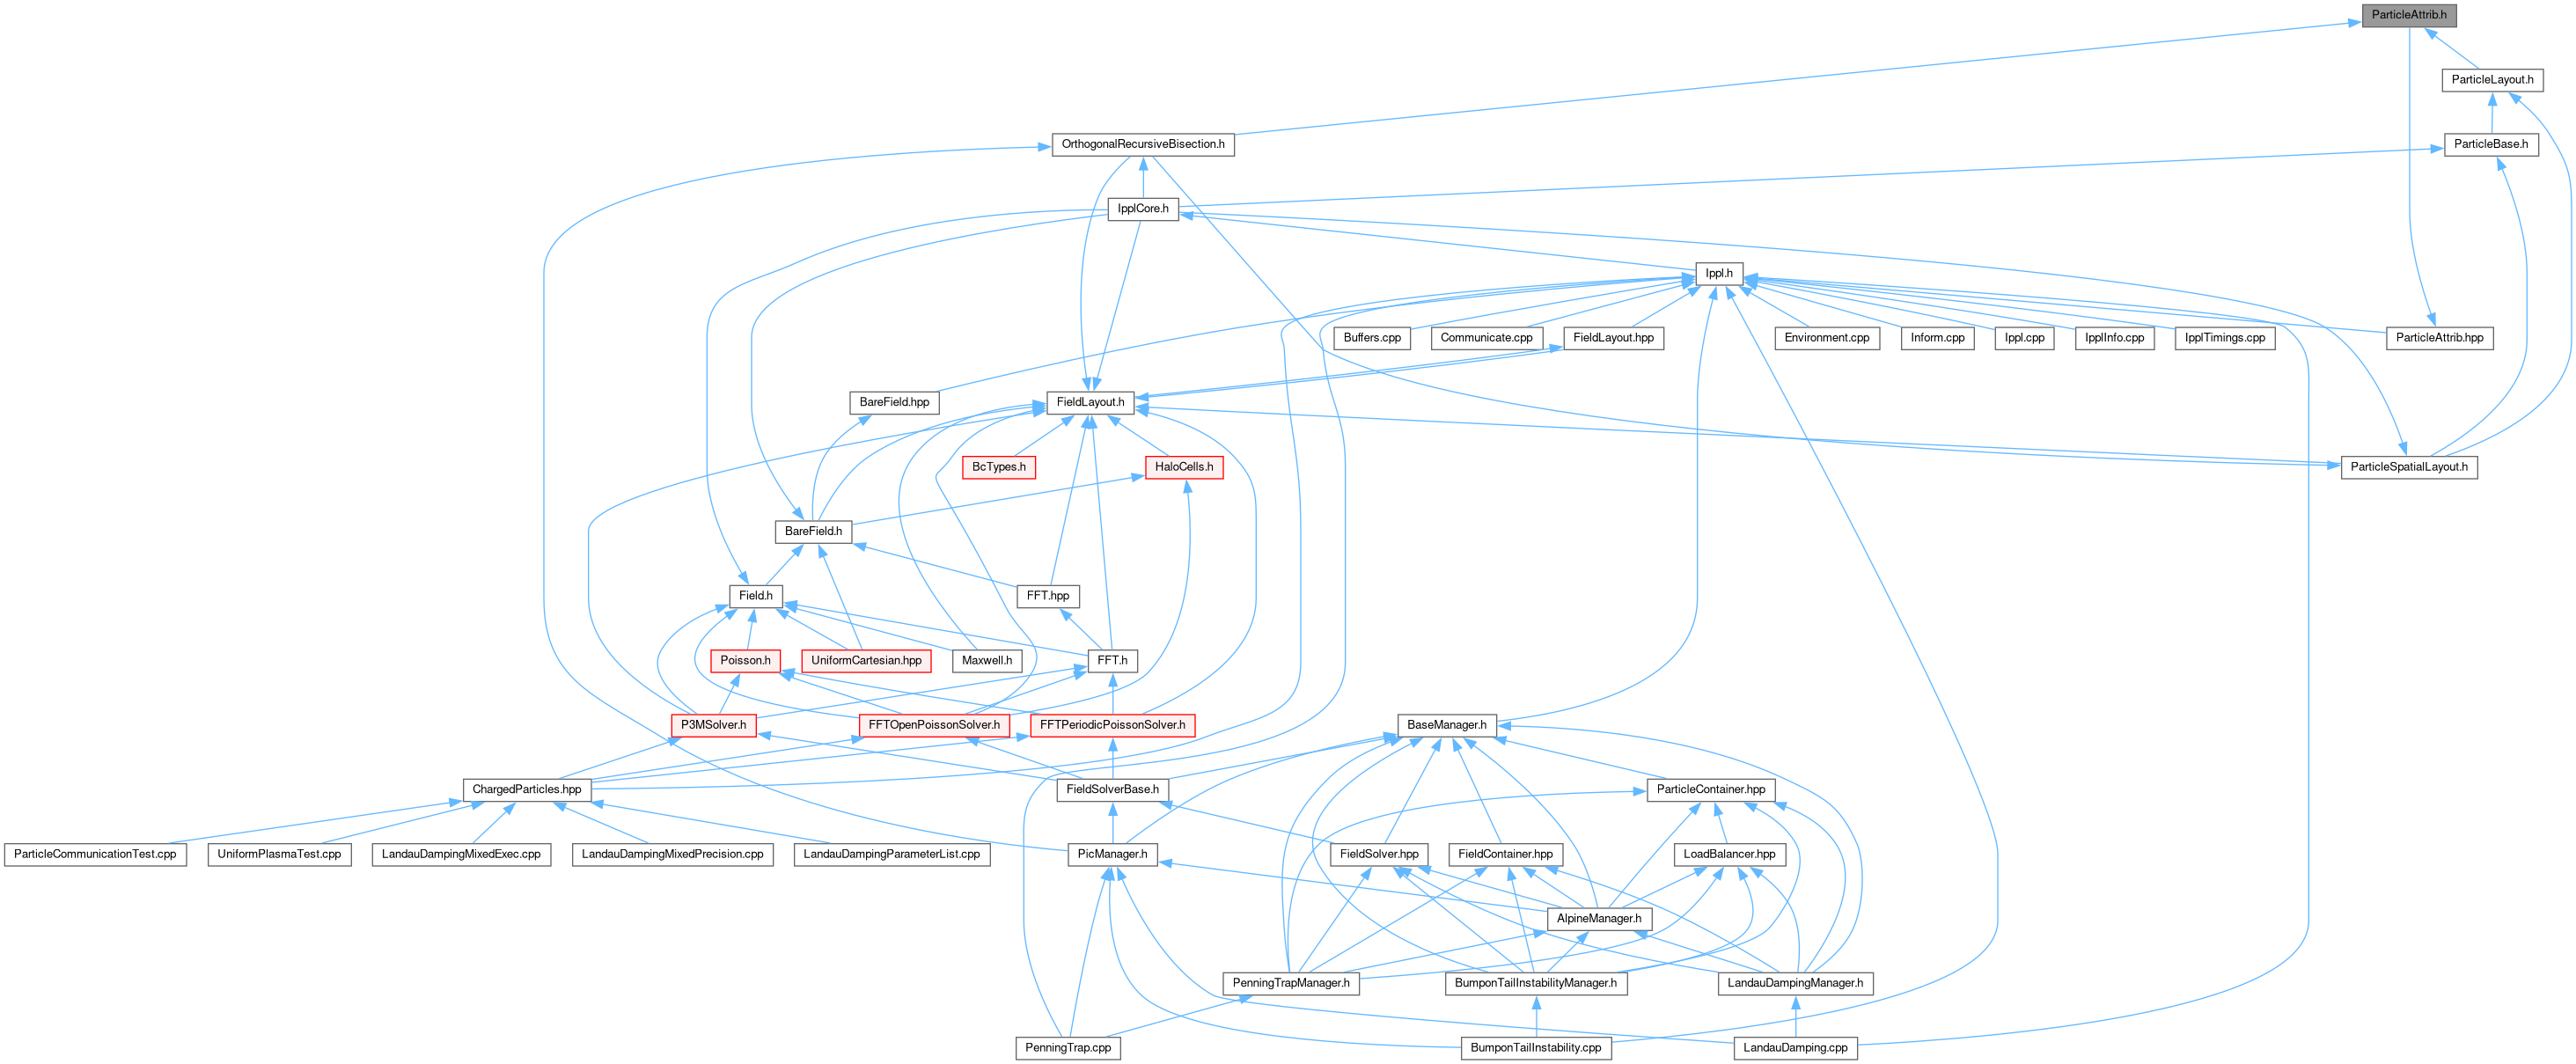 ParticleAttrib.h
ParticleLayout.h
OrthogonalRecursiveBisection.h
ParticleBase.h
IpplCore.h
Ippl.h
Buffers.cpp
Communicate.cpp
FieldLayout.hpp
Environment.cpp
Inform.cpp
Ippl.cpp
IpplInfo.cpp
IpplTimings.cpp
ParticleAttrib.hpp
BareField.hpp
FieldLayout.h
BcTypes.h
HaloCells.h
ParticleSpatialLayout.h
BareField.h
Field.h
FFT.hpp
Poisson.h
UniformCartesian.hpp
Maxwell.h
FFT.h
P3MSolver.h
FFTOpenPoissonSolver.h
FFTPeriodicPoissonSolver.h
BaseManager.h
ChargedParticles.hpp
FieldSolverBase.h
ParticleContainer.hpp
ParticleCommunicationTest.cpp
UniformPlasmaTest.cpp
LandauDampingMixedExec.cpp
LandauDampingMixedPrecision.cpp
LandauDampingParameterList.cpp
PicManager.h
FieldSolver.hpp
FieldContainer.hpp
LoadBalancer.hpp
AlpineManager.h
PenningTrapManager.h
BumponTailInstabilityManager.h
LandauDampingManager.h
PenningTrap.cpp
BumponTailInstability.cpp
LandauDamping.cpp